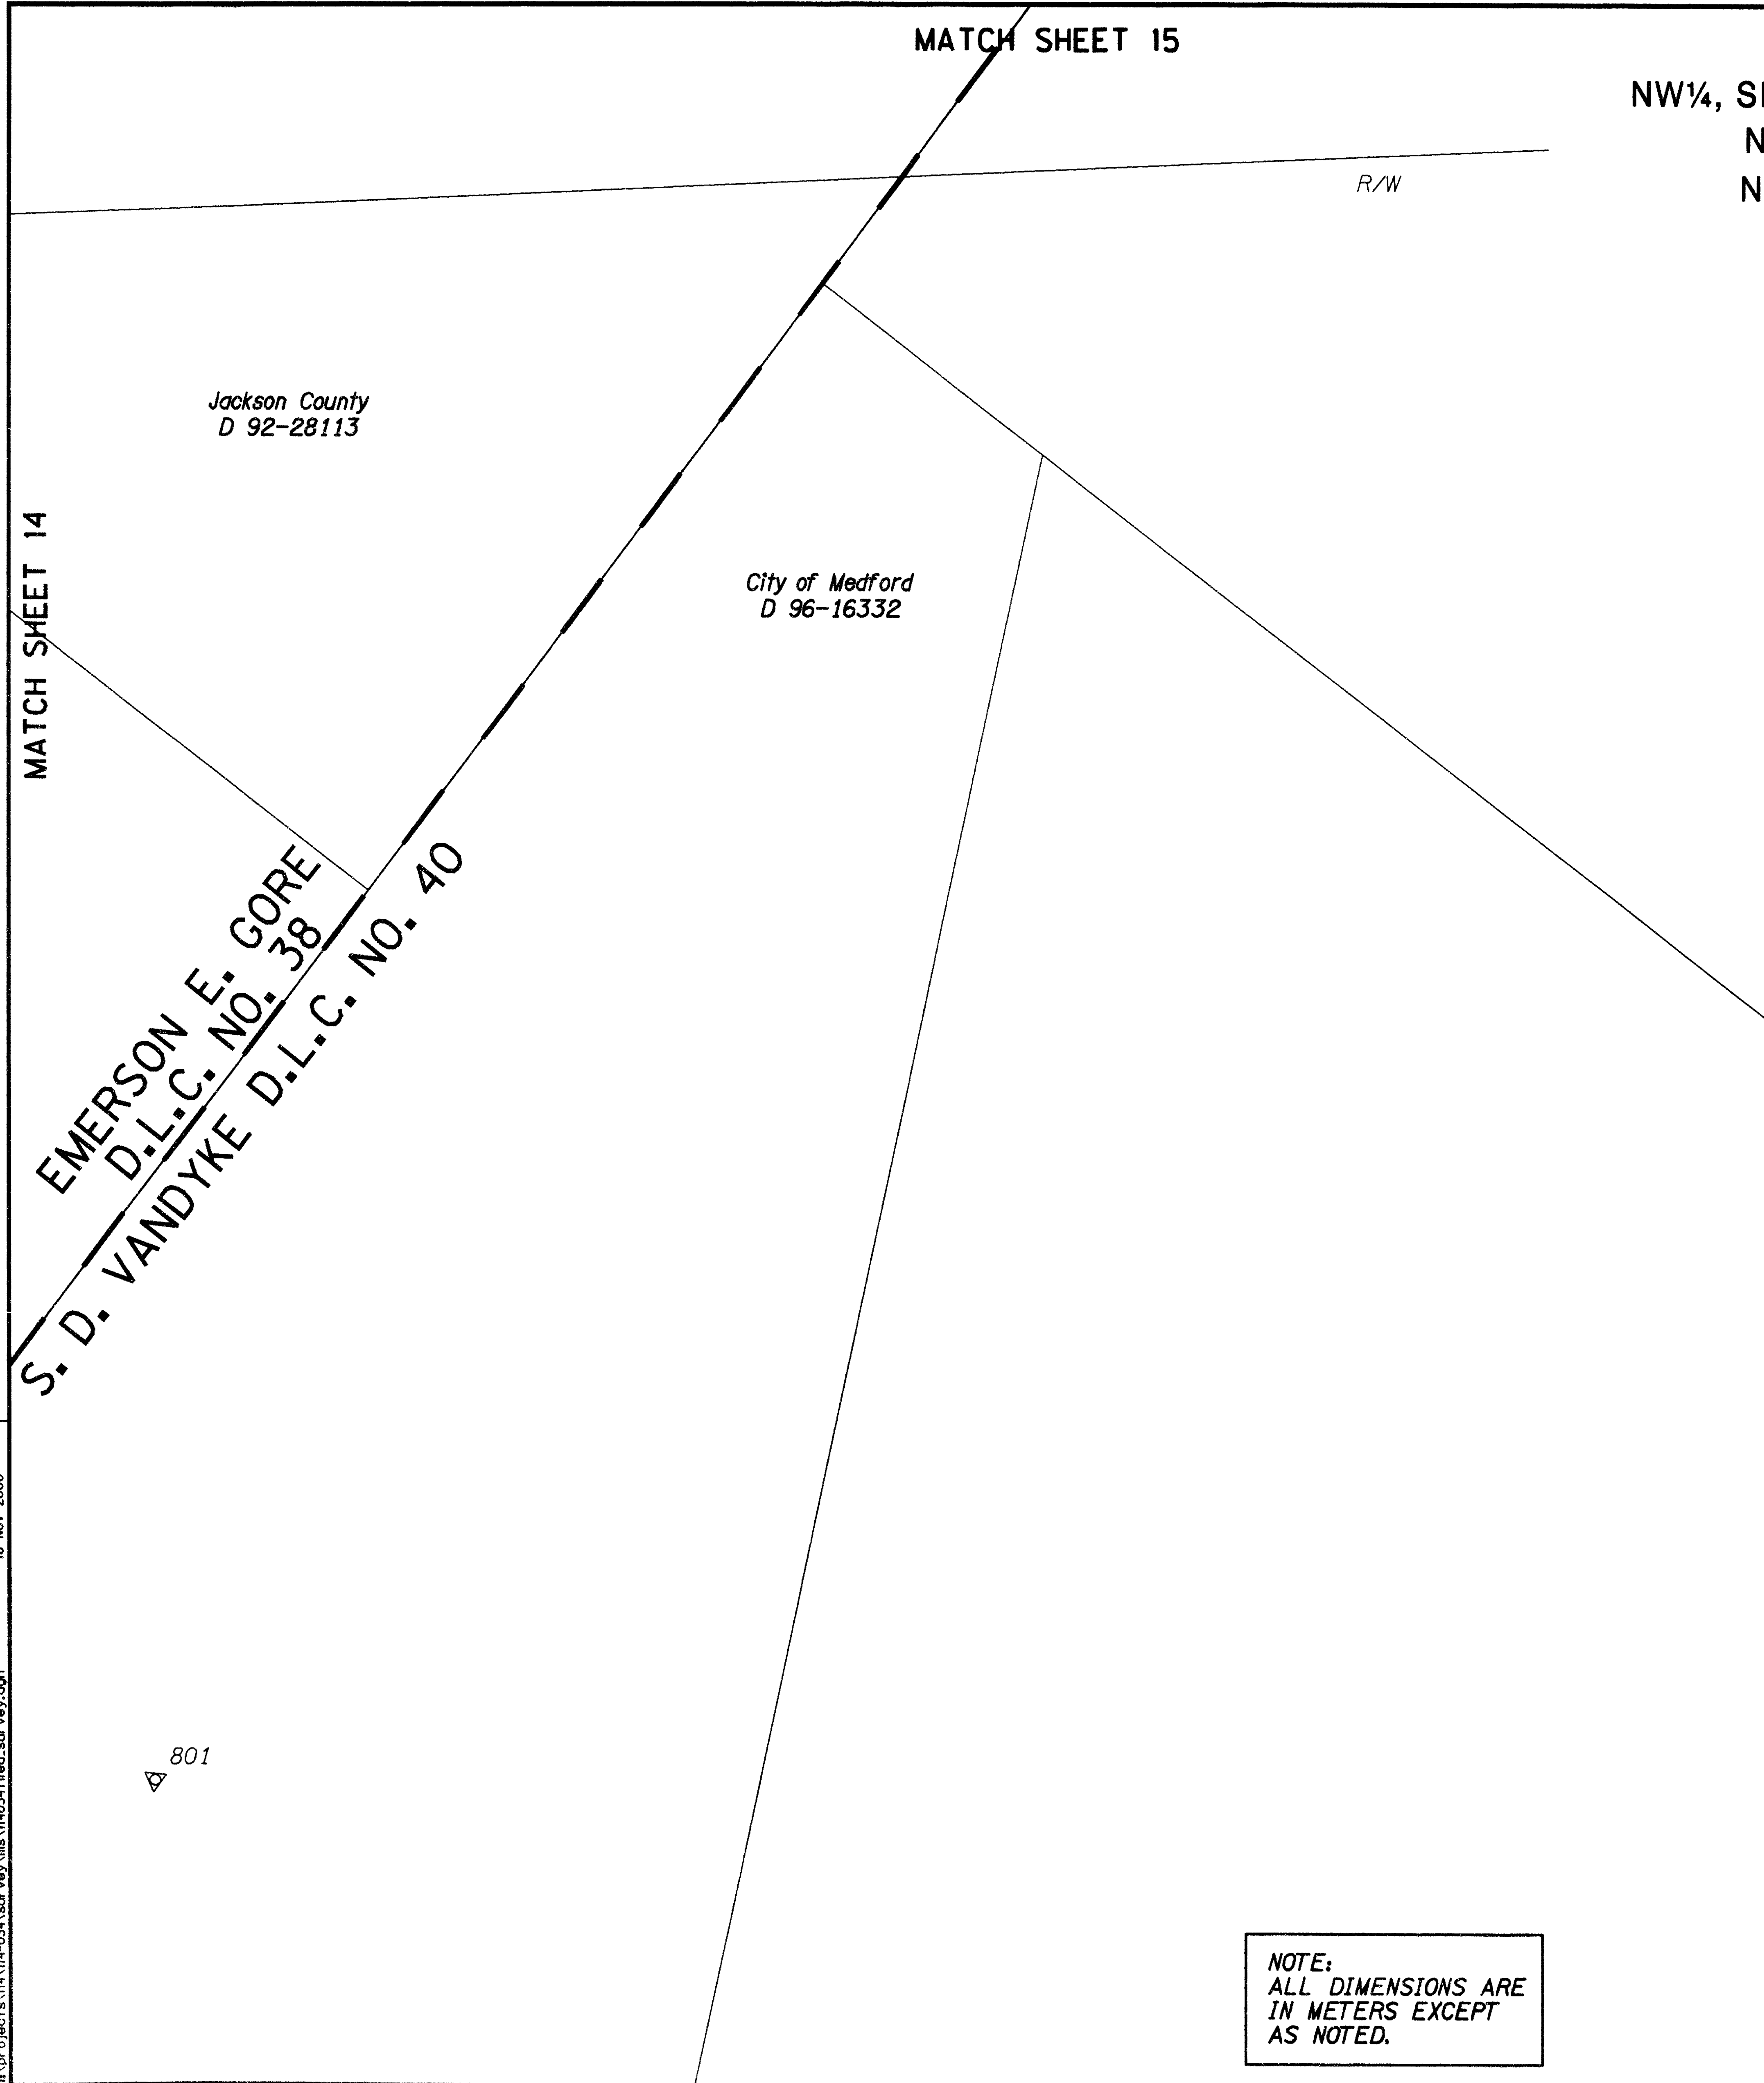 MATCH SHEET 15
NW¼,
R/W
Jackson County
D 92-28113
MATCH SHEET 14
City of Medford
D 96-16332
EMERSON E. GORE
D.L.C. NO. 38
S. D. VANDYKE D.L.C. NO. 40
801
NOTE:
ALL DIMENSIONS ARE
IN METERS EXCEPT
AS NOTED.